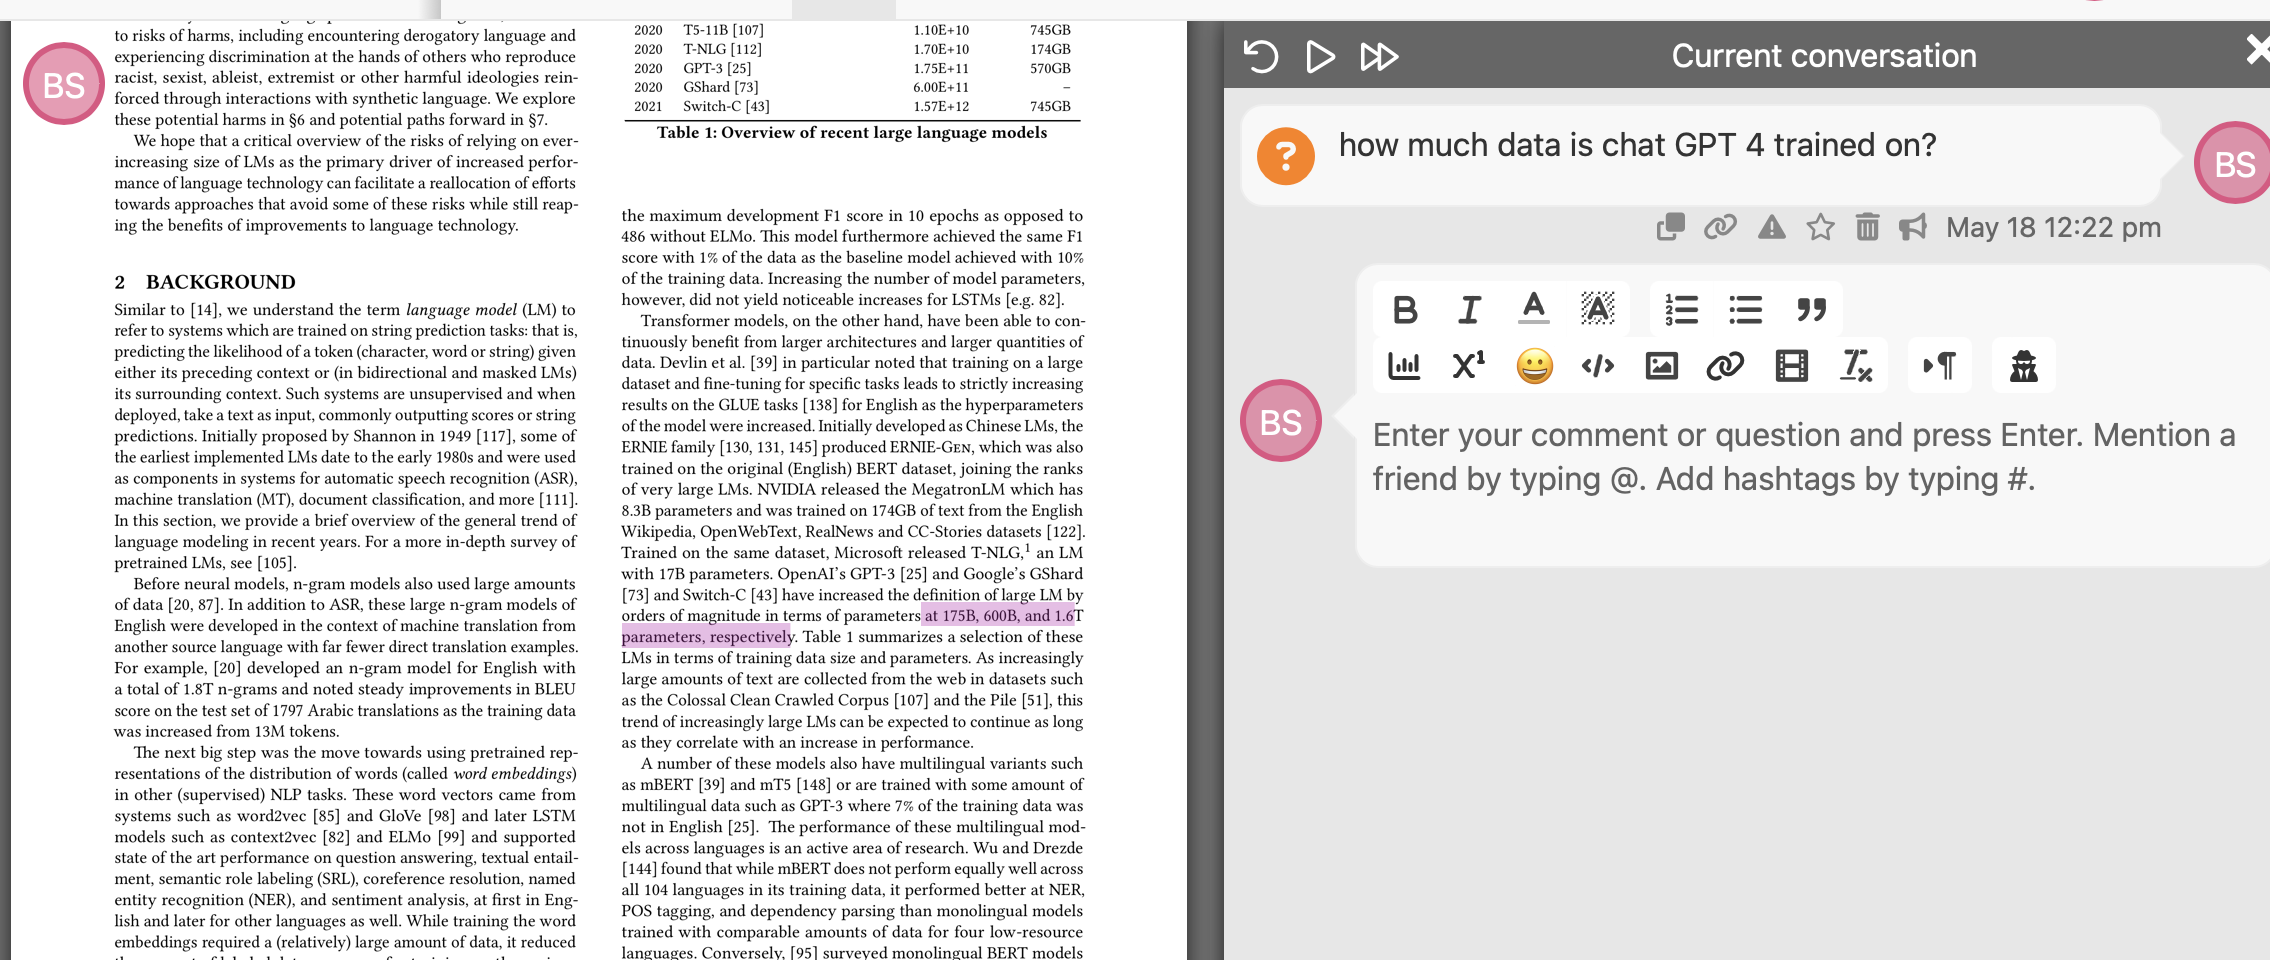 BS
to risks of harms, including encountering derogatory language and
experiencing discrimination at the hands of others who reproduce
racist, sexist, ableist, extremist or other harmful ideologies rein-
forced through interactions with synthetic language. We explore
these potential harms in §6 and potential paths forward in §7.
We hope that a critical overview of the risks of relying on ever-
increasing size of LMs as the primary driver of increased perfor-
mance of language technology can facilitate a reallocation of efforts
towards approaches that avoid some of these risks while still reap-
ing the benefits of improvements to language technology.
2 BACKGROUND
Similar to [14], we understand the term language model (LM) to
refer to systems which are trained on string prediction tasks: that is,
predicting the likelihood of a token (character, word or string) given
either its preceding context or (in bidirectional and masked LMs)
its surrounding context. Such systems are unsupervised and when
deployed, take a text as input, commonly outputting scores or string
predictions. Initially proposed by Shannon in 1949 [117], some of
the earliest implemented LMs date to the early 1980s and were used
as components in systems for automatic speech recognition (ASR),
machine translation (MT), document classification, and more [111].
In this section, we provide a brief overview of the general trend of
language modeling in recent years. For a more in-depth survey of
pretrained LMs, see [105].
Before neural models, n-gram models also used large amounts
of data [20, 87]. In addition to ASR, these large n-gram models of
English were developed in the context of machine translation from
another source language with far fewer direct translation examples.
For example, [20] developed an n-gram model for English with
a total of 1.8T n-grams and noted steady improvements in BLEU
score on the test set of 1797 Arabic translations as the training data
was increased from 13M tokens.
The next big step was the move towards using pretrained rep-
resentations of the distribution of words (called word embeddings)
in other (supervised) NLP tasks. These word vectors came from
systems such as word2vec [85] and GloVe [98] and later LSTM
models such as context2vec [82] and ELMo [99] and supported
state of the art performance on question answering, textual entail-
ment, semantic role labeling (SRL), coreference resolution, named
entity recognition (NER), and sentiment analysis, at first in Eng-
lish and later for other languages as well. While training the word
embeddings required a (relatively) large amount of data, it reduced
2020 T5-11B [107] 1.10E+10 745GB
2020 T-NLG [112] 1.70E+10 174GB
2020 GPT-3 [25] 1.75E+11 570GB
2020 GShard [73] 6.00E+11 –
2021 Switch-C [43] 1.57E+12 745GB
Table 1: Overview of recent large language models
the maximum development F1 score in 10 epochs as opposed to
486 without ELMo. This model furthermore achieved the same F1
score with 1% of the data as the baseline model achieved with 10%
of the training data. Increasing the number of model parameters,
however, did not yield noticeable increases for LSTMs [e.g. 82].
Transformer models, on the other hand, have been able to con-
tinuously benefit from larger architectures and larger quantities of
data. Devlin et al. [39] in particular noted that training on a large
dataset and fine-tuning for specific tasks leads to strictly increasing
results on the GLUE tasks [138] for English as the hyperparameters
of the model were increased. Initially developed as Chinese LMs, the
ERNIE family [130, 131, 145] produced ERNIE-Gen, which was also
trained on the original (English) BERT dataset, joining the ranks
of very large LMs. NVIDIA released the MegatronLM which has
8.3B parameters and was trained on 174GB of text from the English
Wikipedia, OpenWebText, RealNews and CC-Stories datasets [122].
Trained on the same dataset, Microsoft released T-NLG,1 an LM
with 17B parameters. OpenAI's GPT-3 [25] and Google's GShard
[73] and Switch-C [43] have increased the definition of large LM by
orders of magnitude in terms of parameters at 175B, 600B, and 1.6T
parameters, respectively. Table 1 summarizes a selection of these
LMs in terms of training data size and parameters. As increasingly
large amounts of text are collected from the web in datasets such
as the Colossal Clean Crawled Corpus [107] and the Pile [51], this
trend of increasingly large LMs can be expected to continue as long
as they correlate with an increase in performance.
A number of these models also have multilingual variants such
as mBERT [39] and mT5 [148] or are trained with some amount of
multilingual data such as GPT-3 where 7% of the training data was
not in English [25]. The performance of these multilingual mod-
els across languages is an active area of research. Wu and Drezde
[144] found that while mBERT does not perform equally well across
all 104 languages in its training data, it performed better at NER,
POS tagging, and dependency parsing than monolingual models
trained with comparable amounts of data for four low-resource
languages. Conversely, [95] surveyed monolingual BERT models
Current conversation
how much data is chat GPT 4 trained on?
BS
May 18 12:22 pm
BS
Enter your comment or question and press Enter. Mention a
friend by typing @. Add hashtags by typing #.